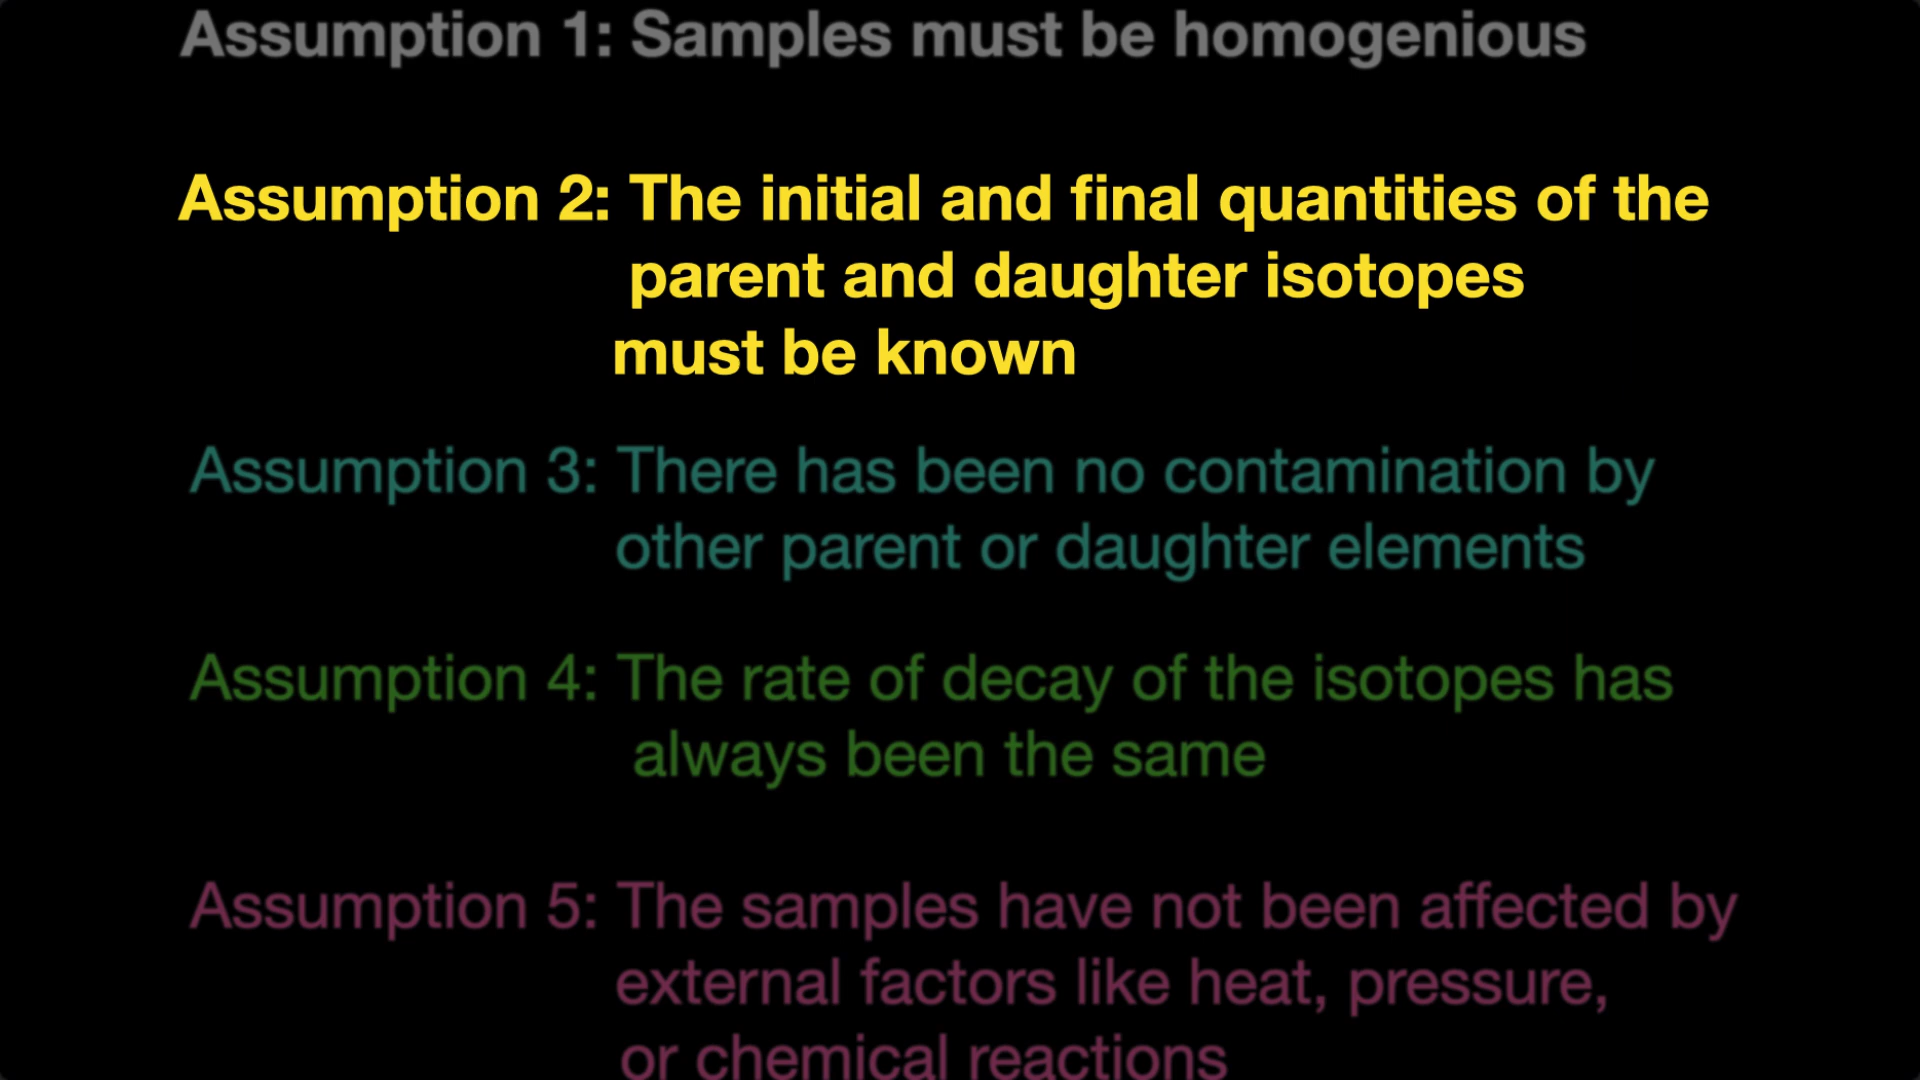 Assumption 1: Samples must be homogenious
Assumption 2: The initial and final quantities of the
parent and daughter isotopes
must be known
Assumption 3: There has been no contamination by
other parent or daughter elements
Assumption 4: The rate of decay of the isotopes has
always been the same
Assumption 5: The samples have not been affected by
external factors like heat, pressure,
or chemical reactions